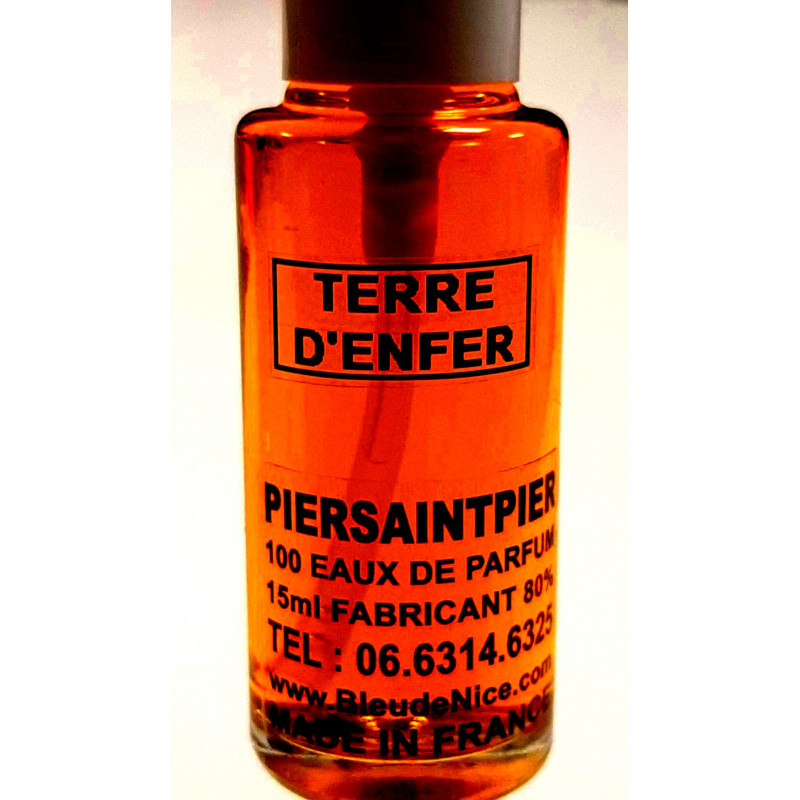 TERRE
D'ENFER
PIERSAINTPIER
100 EAUX DE PARFUM
15ml FABRICANT 80%
TEL : 06.6314.6325
www.BleudeNice.com
MADE IN FRANCE